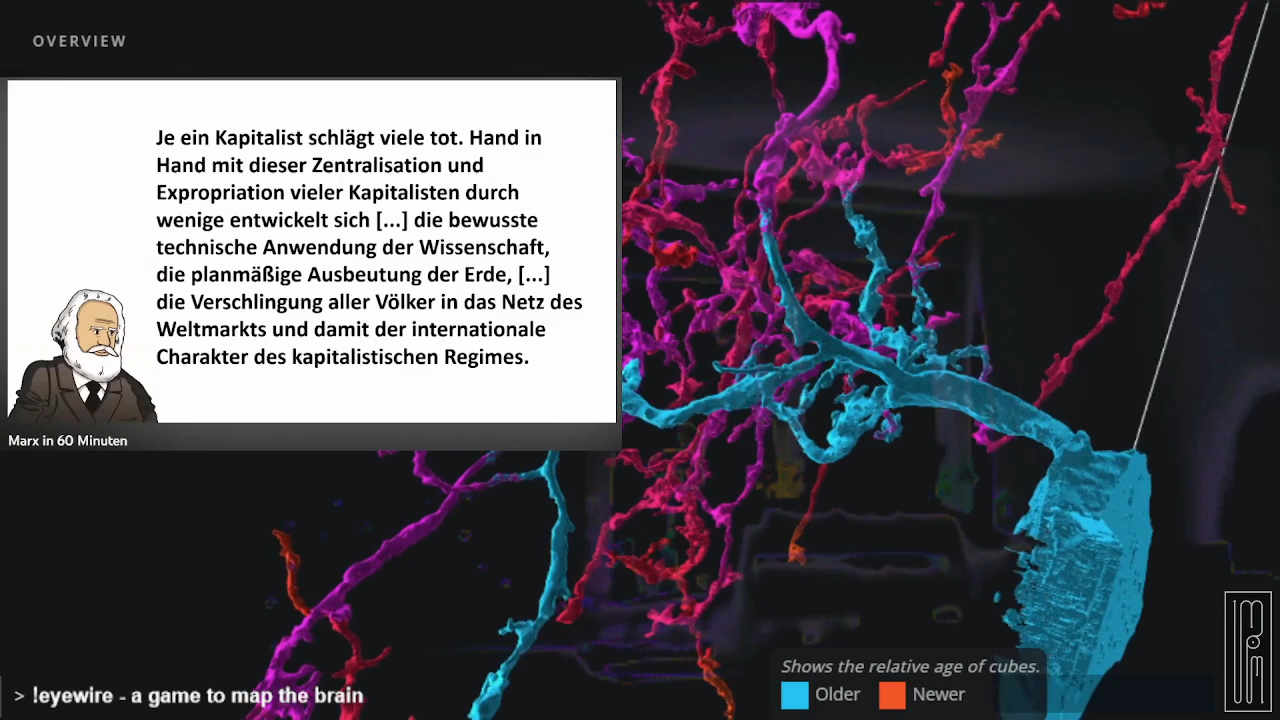 OVERVIEW
Je ein Kapitalist schlägt viele tot. Hand in
Hand mit dieser Zentralisation und
Expropriation vieler Kapitalisten durch
wenige entwickelt sich [...] die bewusste
technische Anwendung der Wissenschaft,
die planmäßige Ausbeutung der Erde, [...]
die Verschlingung aller Völker in das Netz des
Weltmarkts und damit der internationale
Charakter des kapitalistischen Regimes.
Marx in 60 Minuten
Shows the relative age of cubes.
Older Newer
> !eyewire - a game to map the brain